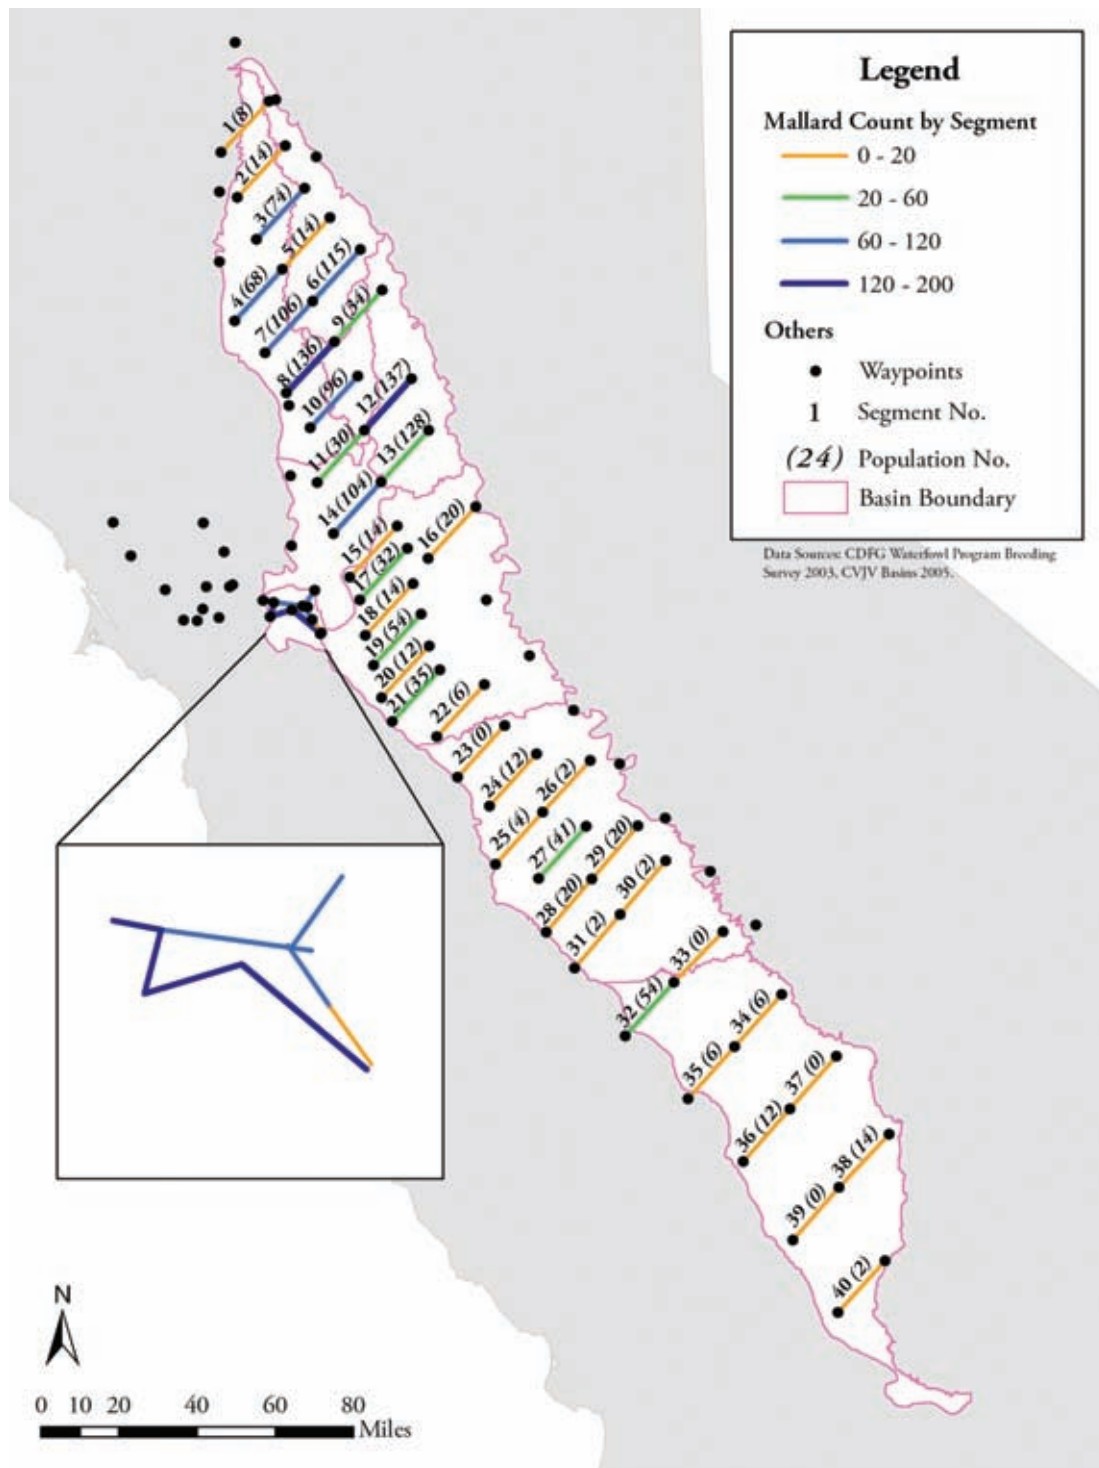 Legend
Mallard Count by Segment
0 - 20
20 - 60
60 - 120
120 - 200
Others
Waypoints
1 Segment No.
(24) Population No.
Basin Boundary
Data Sources: CDFG Waterfowl Program Breeding
Survey 2003, CVJV Basins 2005.
1 (8)
2 (14)
3 (74)
5 (14)
4 (68)
6 (115)
7 (106)
9 (34)
8 (136)
10 (96)
12 (137)
11 (30)
13 (128)
14 (104)
15 (14)
16 (20)
17 (32)
18 (14)
19 (54)
20 (12)
21 (35)
22 (6)
23 (0)
24 (12)
26 (2)
25 (4)
27 (41)
29 (20)
28 (20)
30 (2)
31 (2)
33 (0)
32 (54)
34 (6)
35 (6)
37 (0)
36 (12)
38 (14)
39 (0)
40 (2)
N
0 10 20 40 60 80
Miles